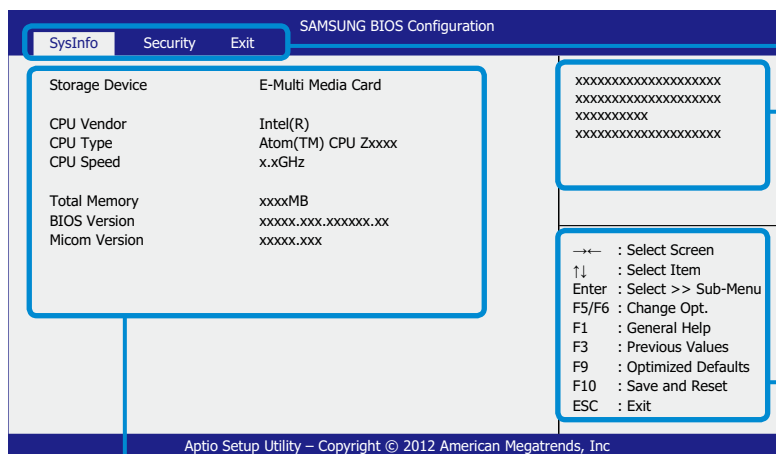 SAMSUNG BIOS Configuration
SysInfo Security Exit
Storage Device E-Multi Media Card
CPU Vendor Intel(R)
CPU Type Atom(TM) CPU Zxxxx
CPU Speed x.xGHz
Total Memory xxxxMB
BIOS Version xxxxx.xxx.xxxxxx.xx
Micom Version xxxxx.xxx
xxxxxxxxxxxxxxxxxxxx
xxxxxxxxxxxxxxxxxxxx
xxxxxxxxxx
xxxxxxxxxxxxxxxxxxxx
→← : Select Screen
↑↓ : Select Item
Enter : Select >> Sub-Menu
F5/F6 : Change Opt.
F1 : General Help
F3 : Previous Values
F9 : Optimized Defaults
F10 : Save and Reset
ESC : Exit
Aptio Setup Utility – Copyright © 2012 American Megatrends, Inc